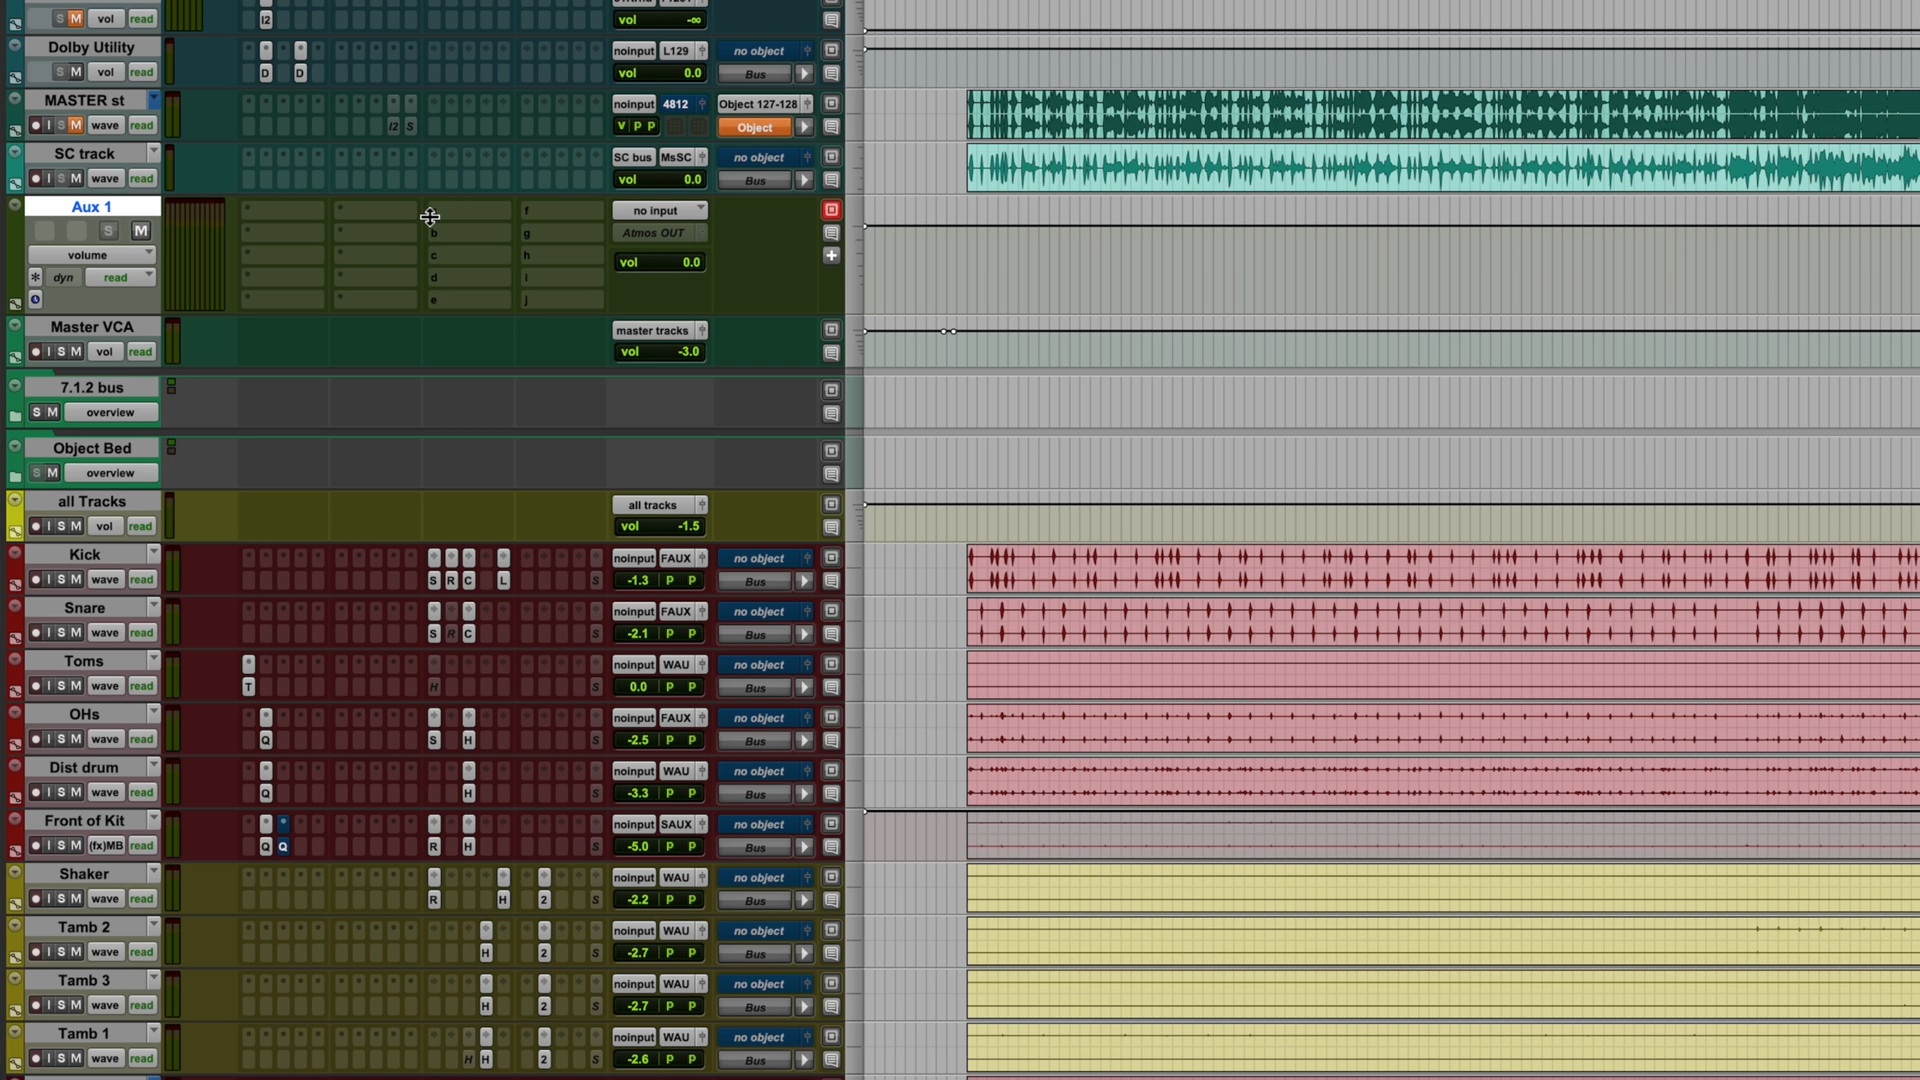 S M vol read I2 vol -∞
Dolby Utility noinput L129 no object
S M vol read D D vol 0.0 Bus
MASTER st noinput 4812 Object 127-128
I S M wave read I2 S V P P Object
SC track SC bus MsSC no object
I S M wave read vol 0.0 Bus
Aux 1 f no input
S M b g Atmos OUT
volume c h vol 0.0
dyn read d i
e j
Master VCA master tracks
I S M vol read vol -3.0
7.1.2 bus
S M overview
Object Bed
S M overview
all Tracks all tracks
I S M vol read vol -1.5
Kick noinput FAUX no object
I S M wave read S R C L S -1.3 P P Bus
Snare noinput FAUX no object
I S M wave read S R C S -2.1 P P Bus
Toms noinput WAU no object
I S M wave read T H S 0.0 P P Bus
OHs noinput FAUX no object
I S M wave read Q S H S -2.5 P P Bus
Dist drum noinput WAU no object
I S M wave read Q H S -3.3 P P Bus
Front of Kit noinput SAUX no object
I S M (fx)MB read Q Q R H S -5.0 P P Bus
Shaker noinput WAU no object
I S M wave read R H 2 S -2.2 P P Bus
Tamb 2 noinput WAU no object
I S M wave read H 2 S -2.7 P P Bus
Tamb 3 noinput WAU no object
I S M wave read H 2 S -2.7 P P Bus
Tamb 1 noinput WAU no object
I S M wave read H H 2 S -2.6 P P Bus